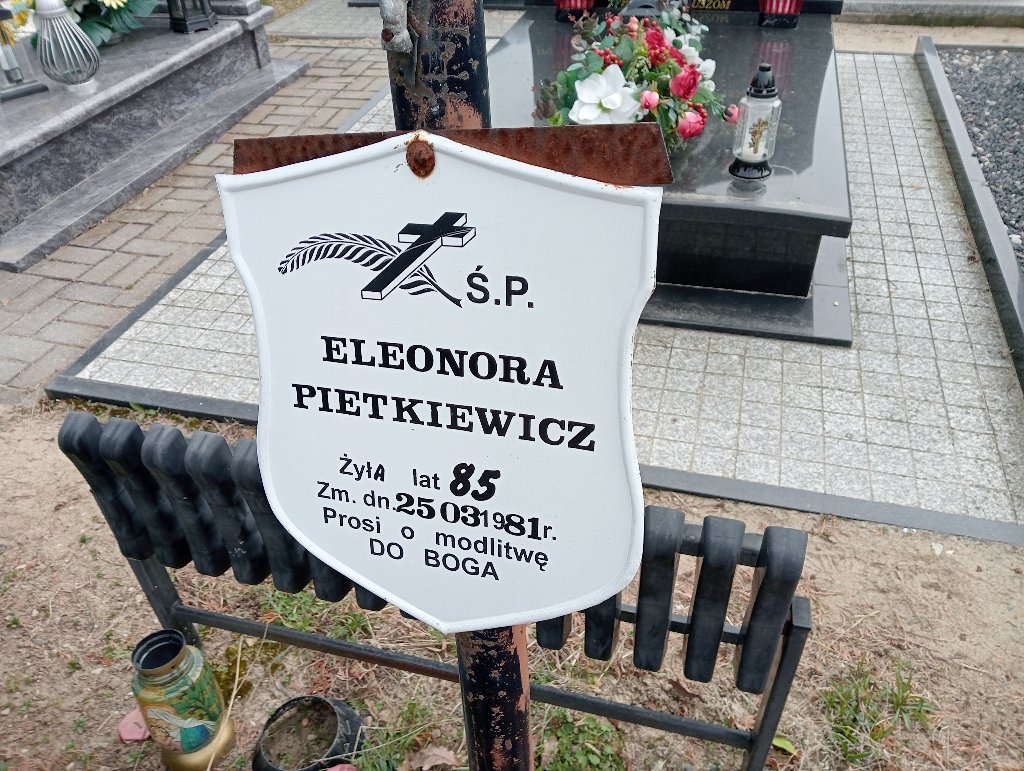 Ś.P.
ELEONORA
PIETKIEWICZ
ŻyłA lat 85
Zm. dn. 25 03 1981 r.
Prosi o modlitwę
DO BOGA